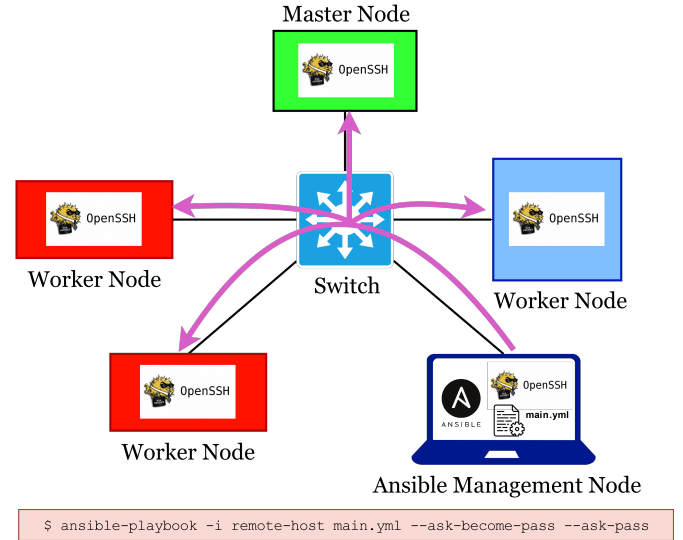 Master Node
OpenSSH
OpenSSH
OpenSSH
Worker Node
Switch
Worker Node
OpenSSH
Worker Node
OpenSSH
ANSIBLE
main.yml
Ansible Management Node
$ ansible-playbook -i remote-host main.yml --ask-become-pass --ask-pass